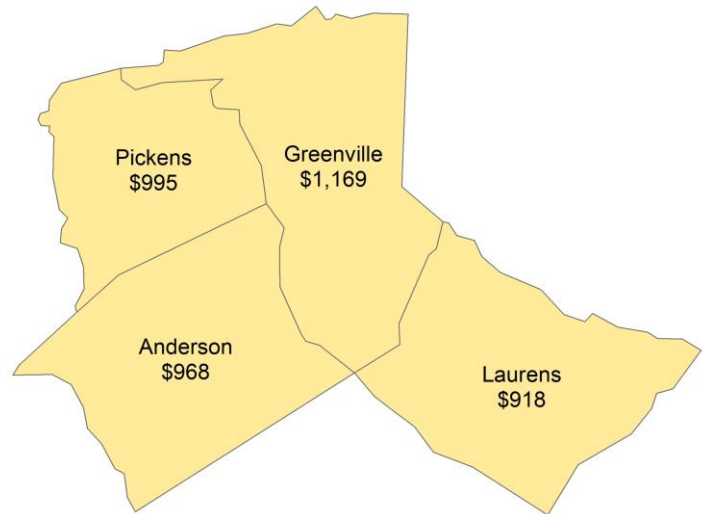 Pickens
$995
Greenville
$1,169
Anderson
$968
Laurens
$918